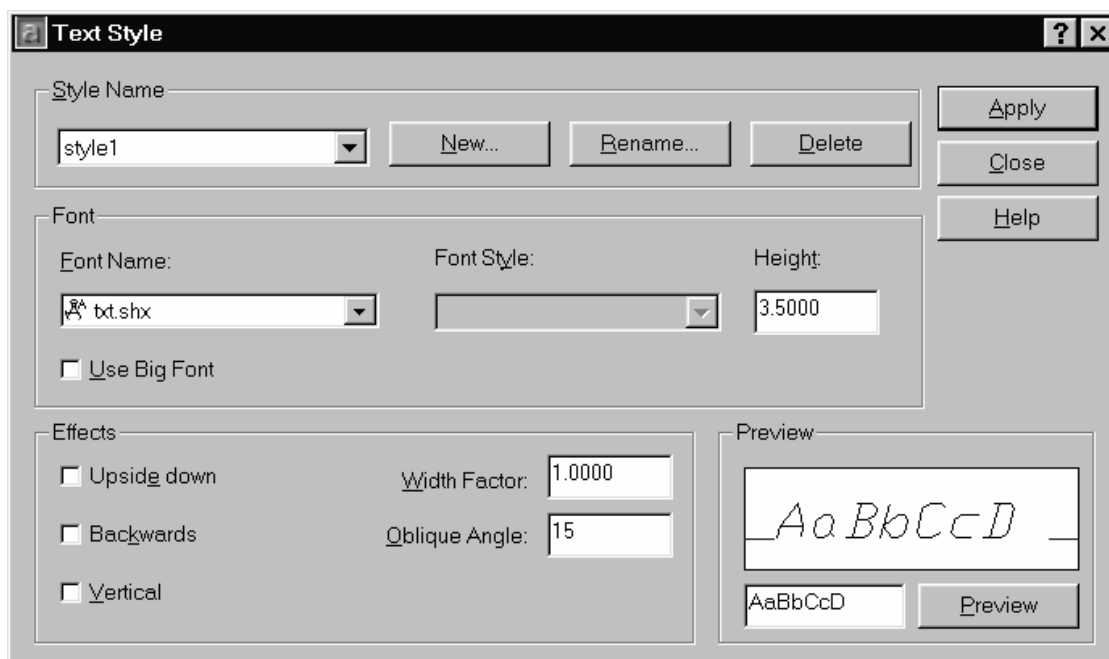 a Text Style ? ×
Style Name
style1
New...
Rename...
Delete
Apply
Close
Help
Font
Font Name:
Font Style:
Height:
txt.shx
3.5000
Use Big Font
Effects
Upside down
Width Factor:
1.0000
Backwards
Oblique Angle:
15
Vertical
Preview
AaBbCcD
AaBbCcD
Preview